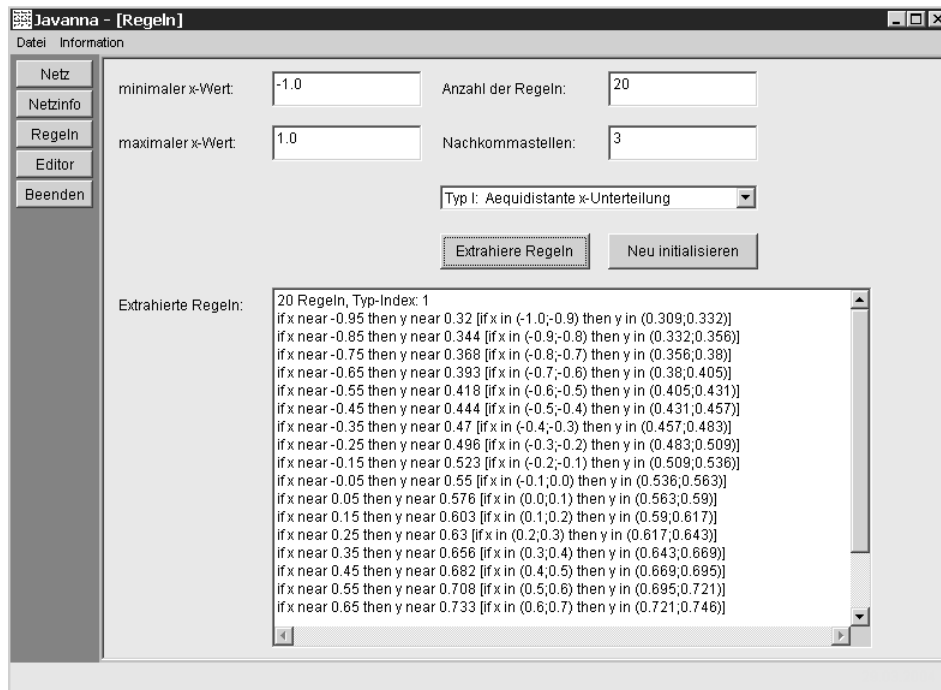 Javanna - [Regeln]
Datei Information
Netz
Netzinfo
Regeln
Editor
Beenden
minimaler x-Wert: -1.0 Anzahl der Regeln: 20
maximaler x-Wert: 1.0 Nachkommastellen: 3
Typ I: Aequidistante x-Unterteilung
Extrahiere Regeln Neu initialisieren
Extrahierte Regeln:
20 Regeln, Typ-Index: 1
if x near -0.95 then y near 0.32 [if x in (-1.0;-0.9) then y in (0.309;0.332)]
if x near -0.85 then y near 0.344 [if x in (-0.9;-0.8) then y in (0.332;0.356)]
if x near -0.75 then y near 0.368 [if x in (-0.8;-0.7) then y in (0.356;0.38)]
if x near -0.65 then y near 0.393 [if x in (-0.7;-0.6) then y in (0.38;0.405)]
if x near -0.55 then y near 0.418 [if x in (-0.6;-0.5) then y in (0.405;0.431)]
if x near -0.45 then y near 0.444 [if x in (-0.5;-0.4) then y in (0.431;0.457)]
if x near -0.35 then y near 0.47 [if x in (-0.4;-0.3) then y in (0.457;0.483)]
if x near -0.25 then y near 0.496 [if x in (-0.3;-0.2) then y in (0.483;0.509)]
if x near -0.15 then y near 0.523 [if x in (-0.2;-0.1) then y in (0.509;0.536)]
if x near -0.05 then y near 0.55 [if x in (-0.1;0.0) then y in (0.536;0.563)]
if x near 0.05 then y near 0.576 [if x in (0.0;0.1) then y in (0.563;0.59)]
if x near 0.15 then y near 0.603 [if x in (0.1;0.2) then y in (0.59;0.617)]
if x near 0.25 then y near 0.63 [if x in (0.2;0.3) then y in (0.617;0.643)]
if x near 0.35 then y near 0.656 [if x in (0.3;0.4) then y in (0.643;0.669)]
if x near 0.45 then y near 0.682 [if x in (0.4;0.5) then y in (0.669;0.695)]
if x near 0.55 then y near 0.708 [if x in (0.5;0.6) then y in (0.695;0.721)]
if x near 0.65 then y near 0.733 [if x in (0.6;0.7) then y in (0.721;0.746)]